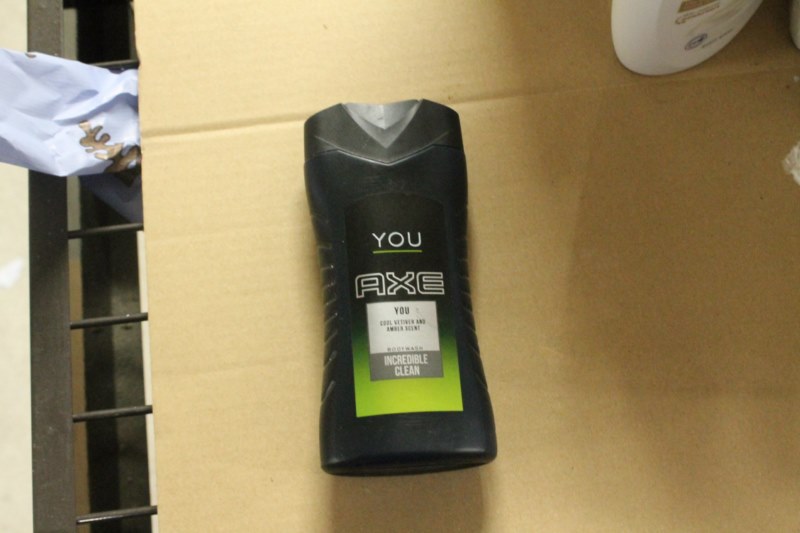 YOU
AXE
YOU
COOL VETIVER AND
AMBER SCENT
BODYWASH
INCREDIBLE
CLEAN